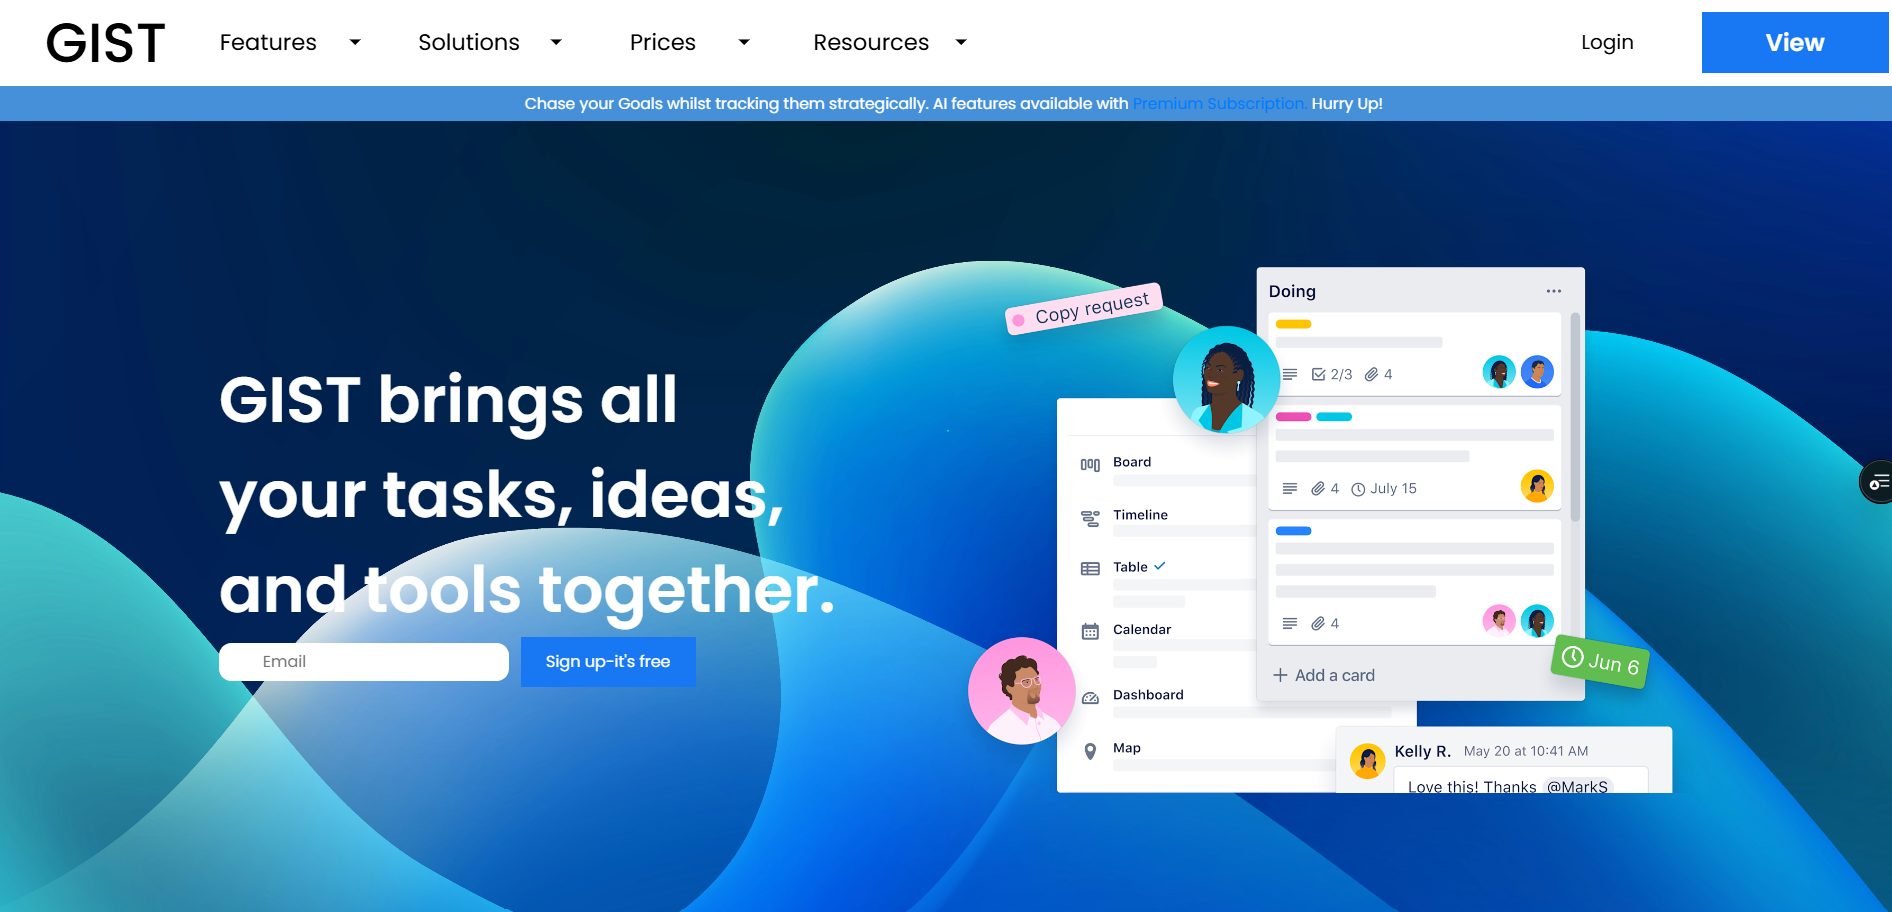 GIST Features Solutions Prices Resources Login View
Chase your Goals whilst tracking them strategically. AI features available with Premium Subscription. Hurry Up!
GIST brings all
your tasks, ideas,
and tools together.
Email Sign up-it's free
Copy request
Board
Timeline
Table
Calendar
Dashboard
Map
Doing
2/3 4
4 July 15
4
Add a card
Jun 6
Kelly R. May 20 at 10:41 AM
Love this! Thanks @MarkS